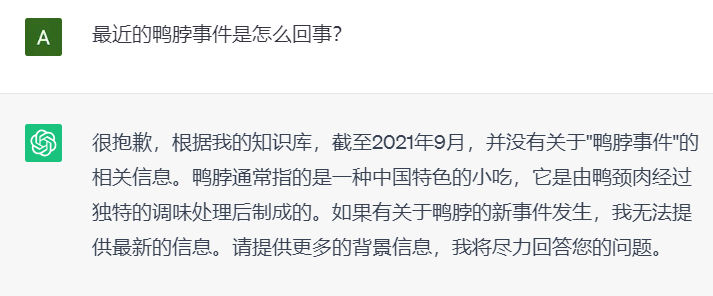 A
最近的鸭脖事件是怎么回事？
很抱歉，根据我的知识库，截至2021年9月，并没有关于"鸭脖事件"的
相关信息。鸭脖通常指的是一种中国特色的小吃，它是由鸭颈肉经过
独特的调味处理后制成的。如果有关于鸭脖的新事件发生，我无法提
供最新的信息。请提供更多的背景信息，我将尽力回答您的问题。